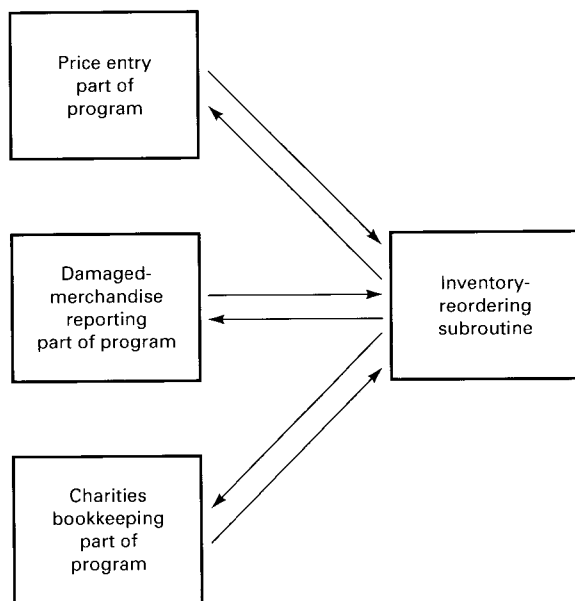 Price entry
part of
program
Damaged-
merchandise
reporting
part of program
Inventory-
reordering
subroutine
Charities
bookkeeping
part of
program